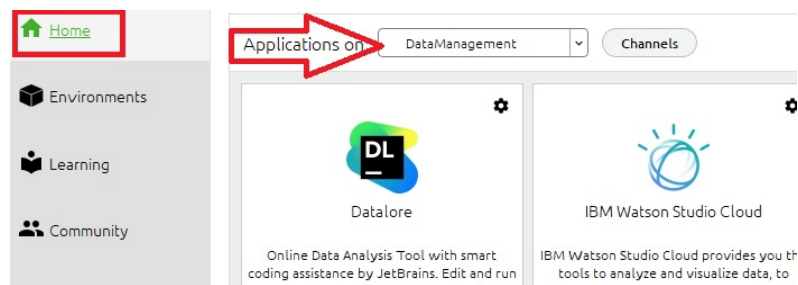 Home
Applications on DataManagement Channels
Environments
Learning
Community
DL
Datalore
Online Data Analysis Tool with smart
coding assistance by JetBrains. Edit and run
IBM Watson Studio Cloud
IBM Watson Studio Cloud provides you th
tools to analyze and visualize data, to